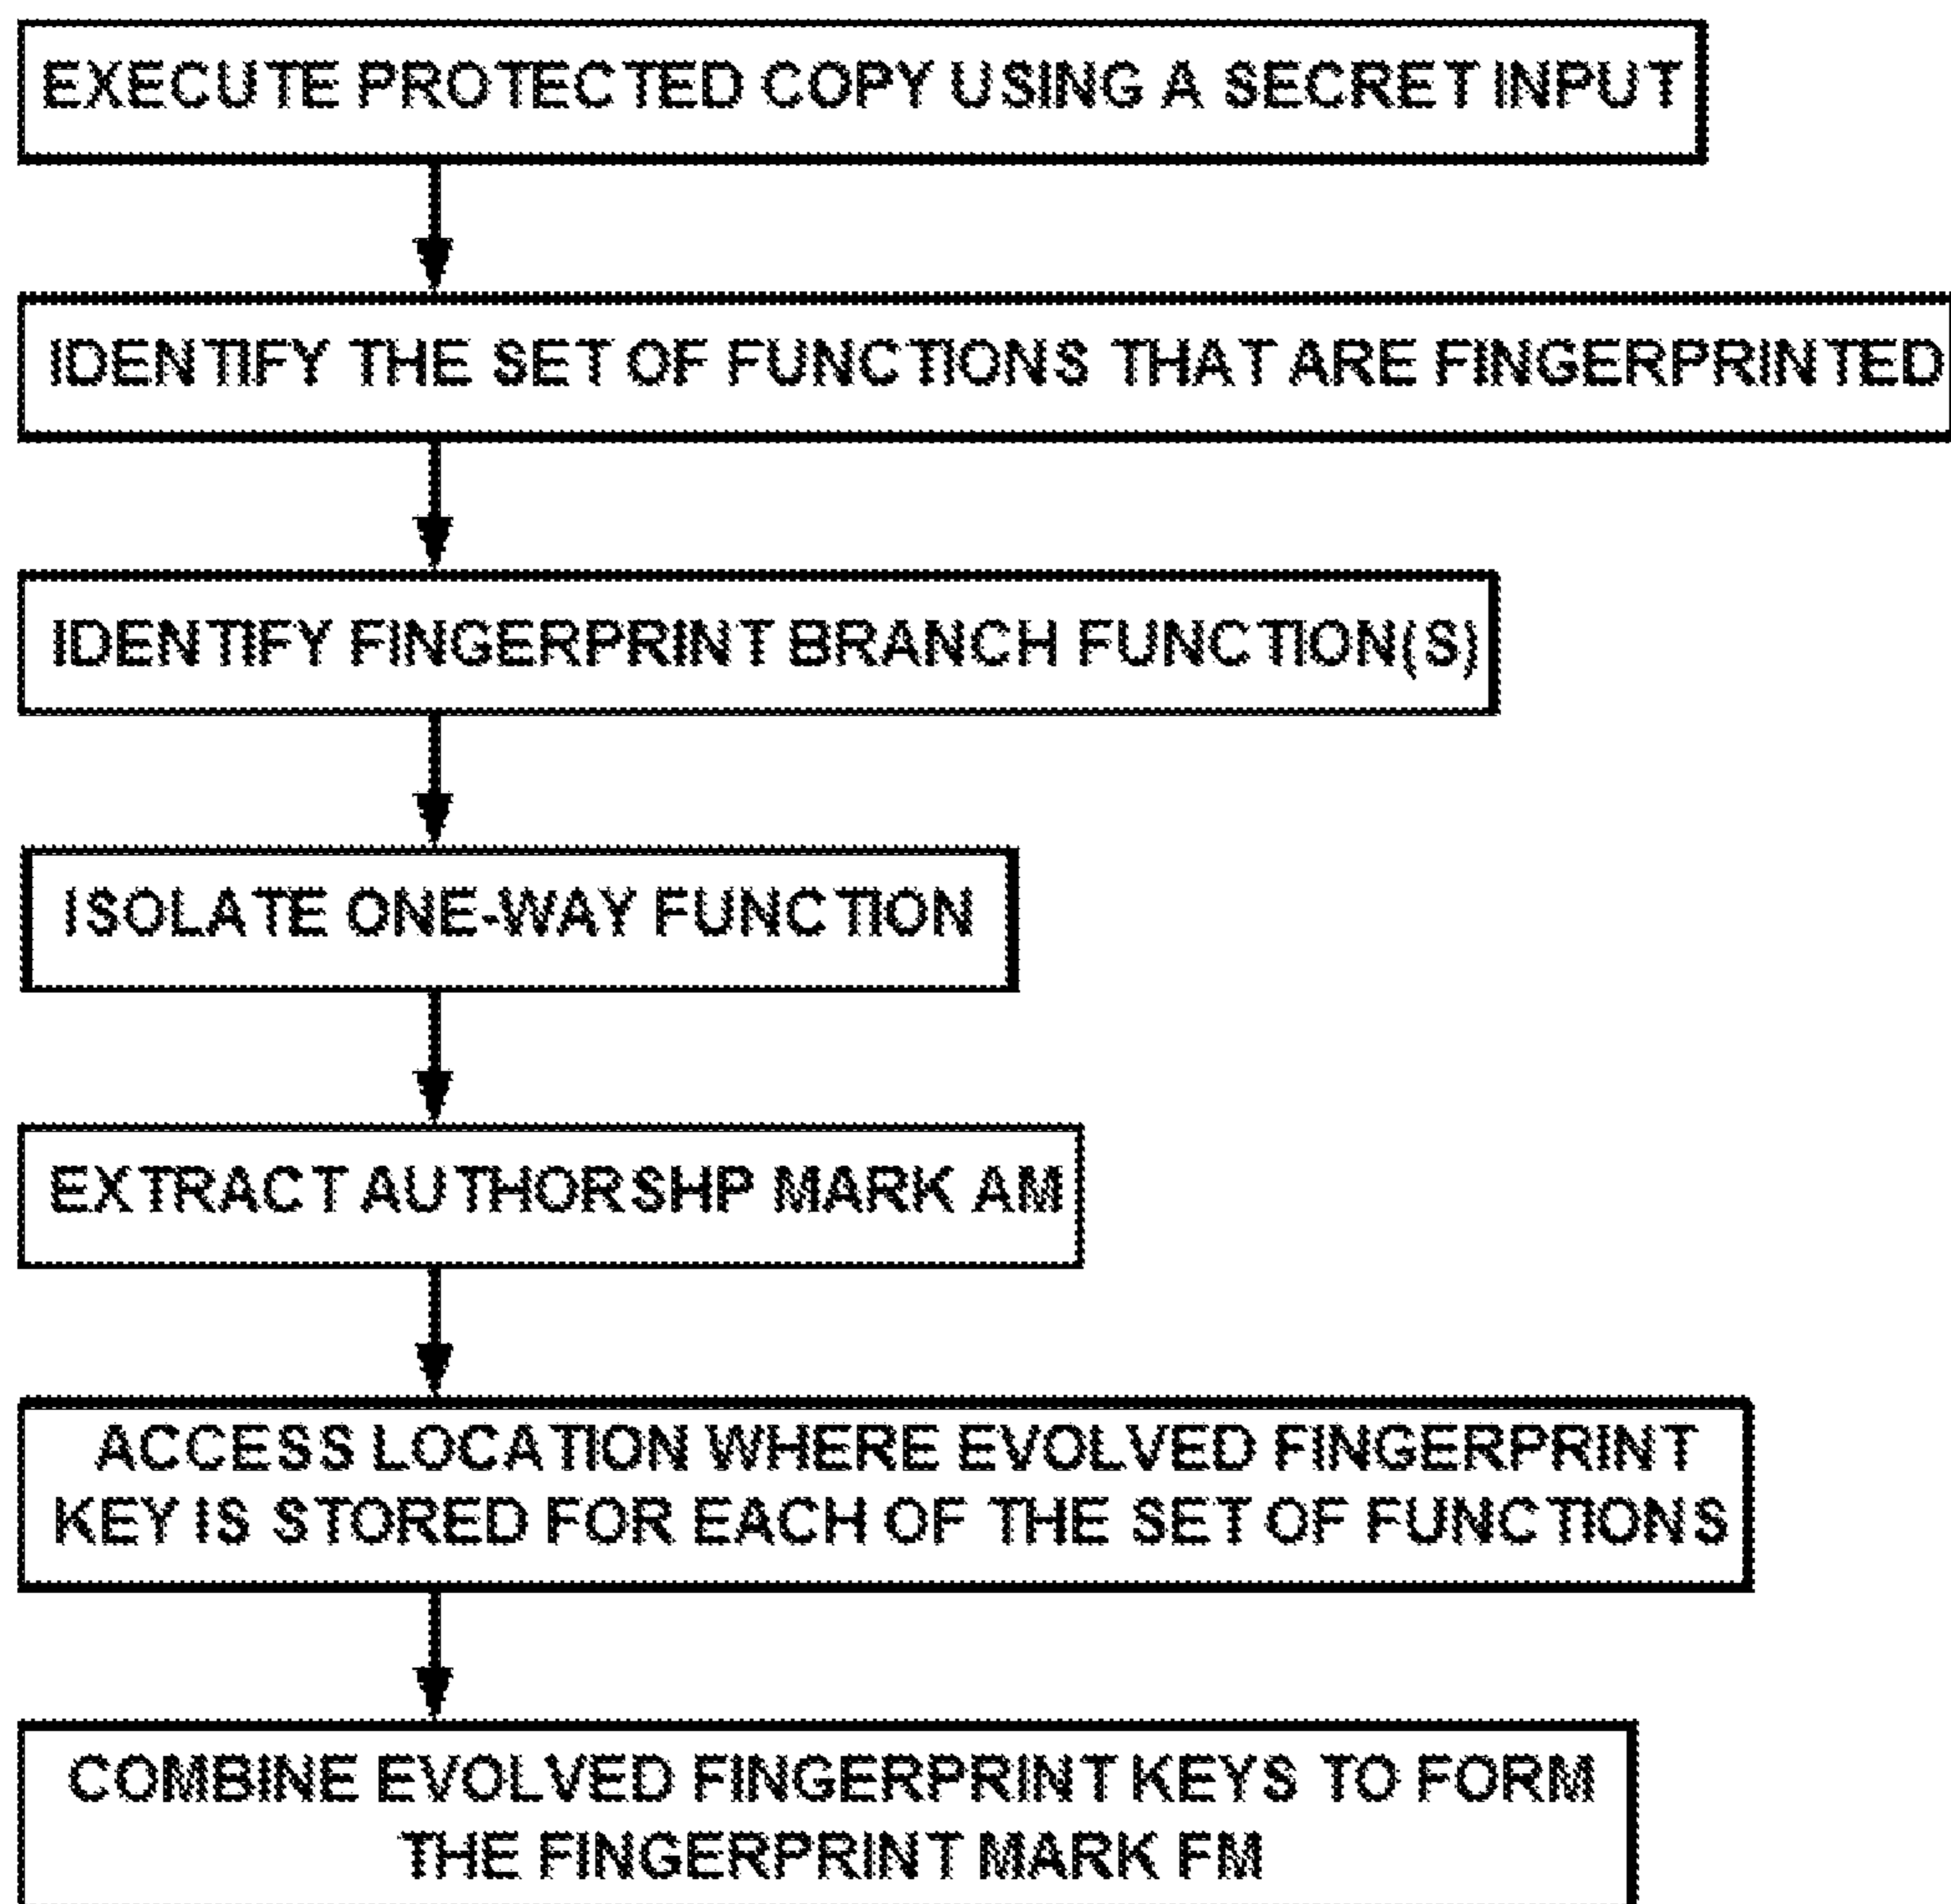 EXECUTE PROTECTED COPY USING A SECRET INPUT
IDENTIFY THE SET OF FUNCTIONS THAT ARE FINGERPRINTED
IDENTIFY FINGERPRINT BRANCH FUNCTION(S)
ISOLATE ONE-WAY FUNCTION
EXTRACT AUTHORSHP MARK AM
ACCESS LOCATION WHERE EVOLVED FINGERPRINT
KEY IS STORED FOR EACH OF THE SET OF FUNCTIONS
COMBINE EVOLVED FINGERPRINT KEYS TO FORM
THE FINGERPRINT MARK FM